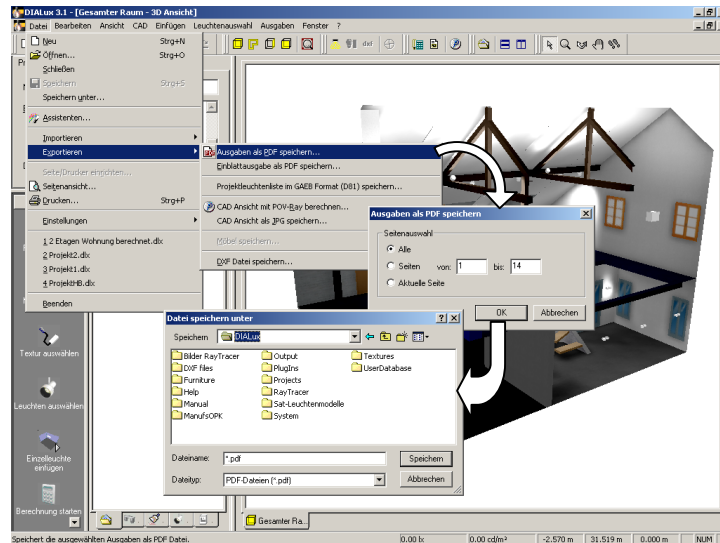 DIALux 3.1 - [Gesamter Raum - 3D Ansicht]
Datei Bearbeiten Ansicht CAD Einfügen Leuchtenauswahl Ausgaben Fenster ?
Neu Strg+N
Öffnen... Strg+O
Schließen
Speichern Strg+S
Speichern unter...
Assistenten...
Importieren
Exportieren
Seite/Drucker einrichten...
Seitenansicht...
Drucken... Strg+P
Einstellungen
1 2 Etagen Wohnung berechnet.dlx
2 Projekt2.dlx
3 Projekt1.dlx
4 ProjektHB.dlx
Beenden
Ausgaben als PDF speichern...
Einblattausgabe als PDF speichern...
Projektleuchtenliste im GAEB Format (D81) speichern...
CAD Ansicht mit POV-Ray berechnen...
CAD Ansicht als JPG speichern...
Möbel speichern...
DXF Datei speichern...
Ausgaben als PDF speichern
Seitenauswahl
Alle
Seiten von: 1 bis: 14
Aktuelle Seite
OK Abbrechen
Datei speichern unter
Speichern DIALux
Bilder RayTracer
DXF files
Furniture
Help
Manual
ManufsOPK
Output
PlugIns
Projects
RayTracer
Sat-Leuchtenmodelle
System
Textures
UserDatabase
Dateiname: *.pdf Speichern
Dateityp: PDF-Dateien (*.pdf) Abbrechen
Textur auswählen
Leuchten auswählen
Einzelleuchte
einfügen
Berechnung starten
Gesamter Ra...
Speichert die ausgewählten Ausgaben als PDF Datei. 0.00 lx 0.00 cd/m² -2.570 m 31.519 m 0.000 m NUM